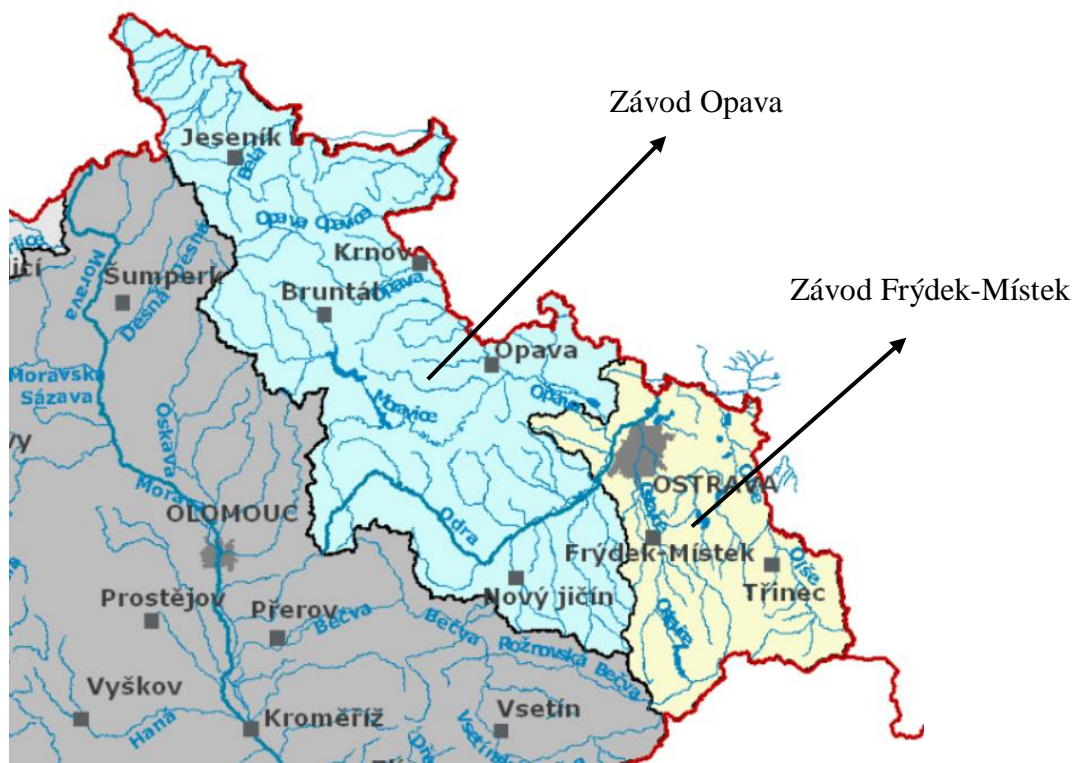 Závod Opava
Jeseník
Bělá
Opava Opavice
Krnov
Opava
Bruntál
Závod Frýdek-Místek
Morava
Šumperk
Desná
Desná
Opava
Opava
Moravská
Sázava
Oskava
Moravice
OSTRAVA
Morava
OLOMOUC
Odra
Frýdek-Místek
Olše
Třinec
Nový jičín
Prostějov
Přerov
Bečva
Bečva
Rožnovská Bečva
Vyškov
Haná
Kroměříž
Vsetín